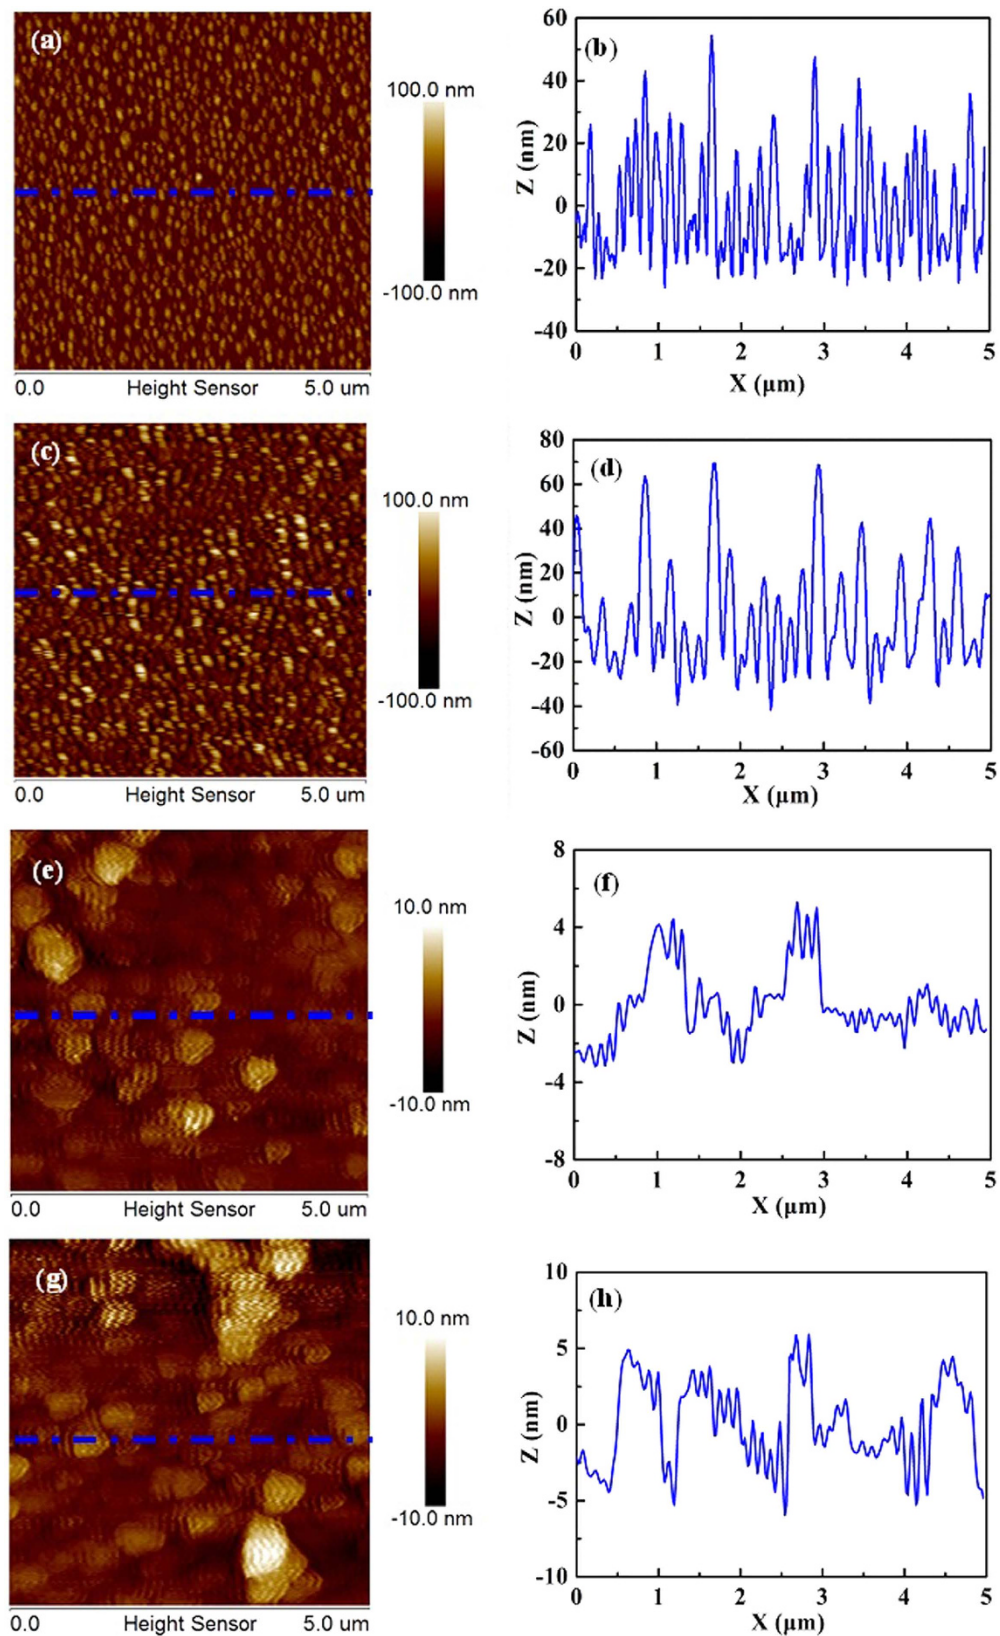 (a)
100.0 nm
-100.0 nm
0.0 Height Sensor 5.0 um
(b)
60
40
20
0
-20
-40
Z (nm)
0 1 2 3 4 5
X (μm)
(c)
100.0 nm
-100.0 nm
0.0 Height Sensor 5.0 um
(d)
80
60
40
20
0
-20
-40
-60
Z (nm)
0 1 2 3 4 5
X (μm)
(e)
10.0 nm
-10.0 nm
0.0 Height Sensor 5.0 um
(f)
8
4
0
-4
-8
Z (nm)
0 1 2 3 4 5
X (μm)
(g)
10.0 nm
-10.0 nm
0.0 Height Sensor 5.0 um
(h)
10
5
0
-5
-10
Z (nm)
0 1 2 3 4 5
X (μm)